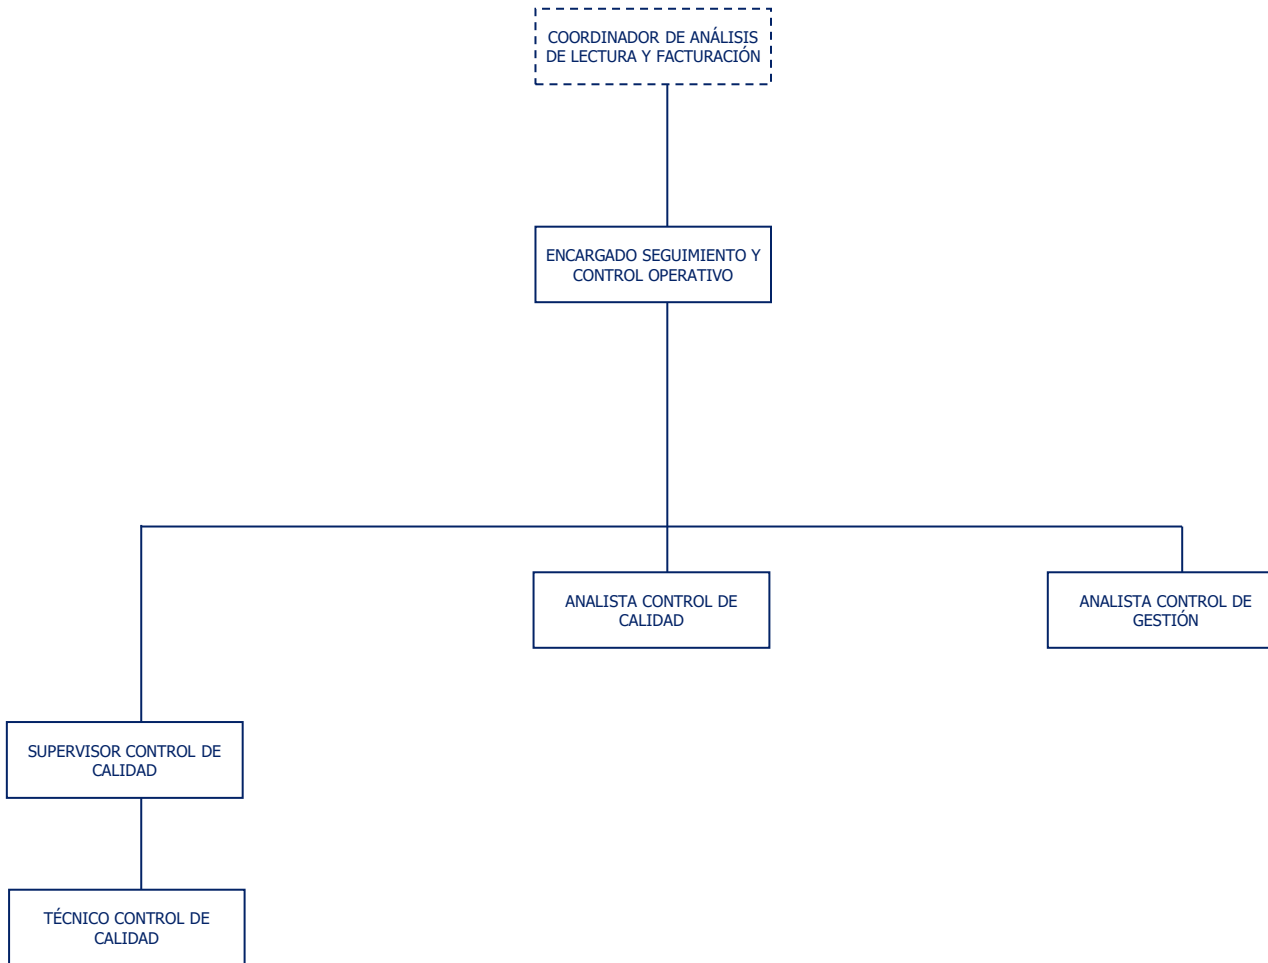 COORDINADOR DE ANÁLISIS
DE LECTURA Y FACTURACIÓN
ENCARGADO SEGUIMIENTO Y
CONTROL OPERATIVO
ANALISTA CONTROL DE
CALIDAD
ANALISTA CONTROL DE
GESTIÓN
SUPERVISOR CONTROL DE
CALIDAD
TÉCNICO CONTROL DE
CALIDAD